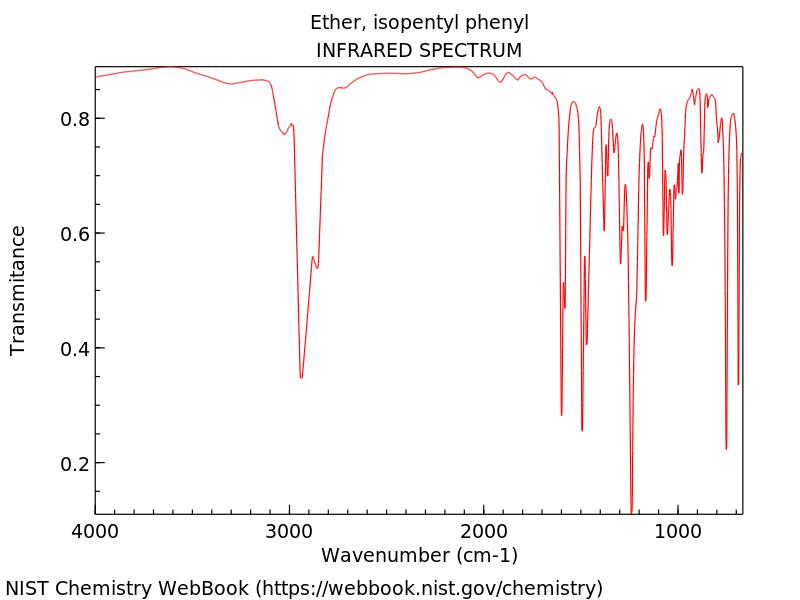 Ether, isopentyl phenyl
INFRARED SPECTRUM
0.8
0.6
0.4
0.2
Transmitance
4000 3000 2000 1000
Wavenumber (cm-1)
NIST Chemistry WebBook (https://webbook.nist.gov/chemistry)